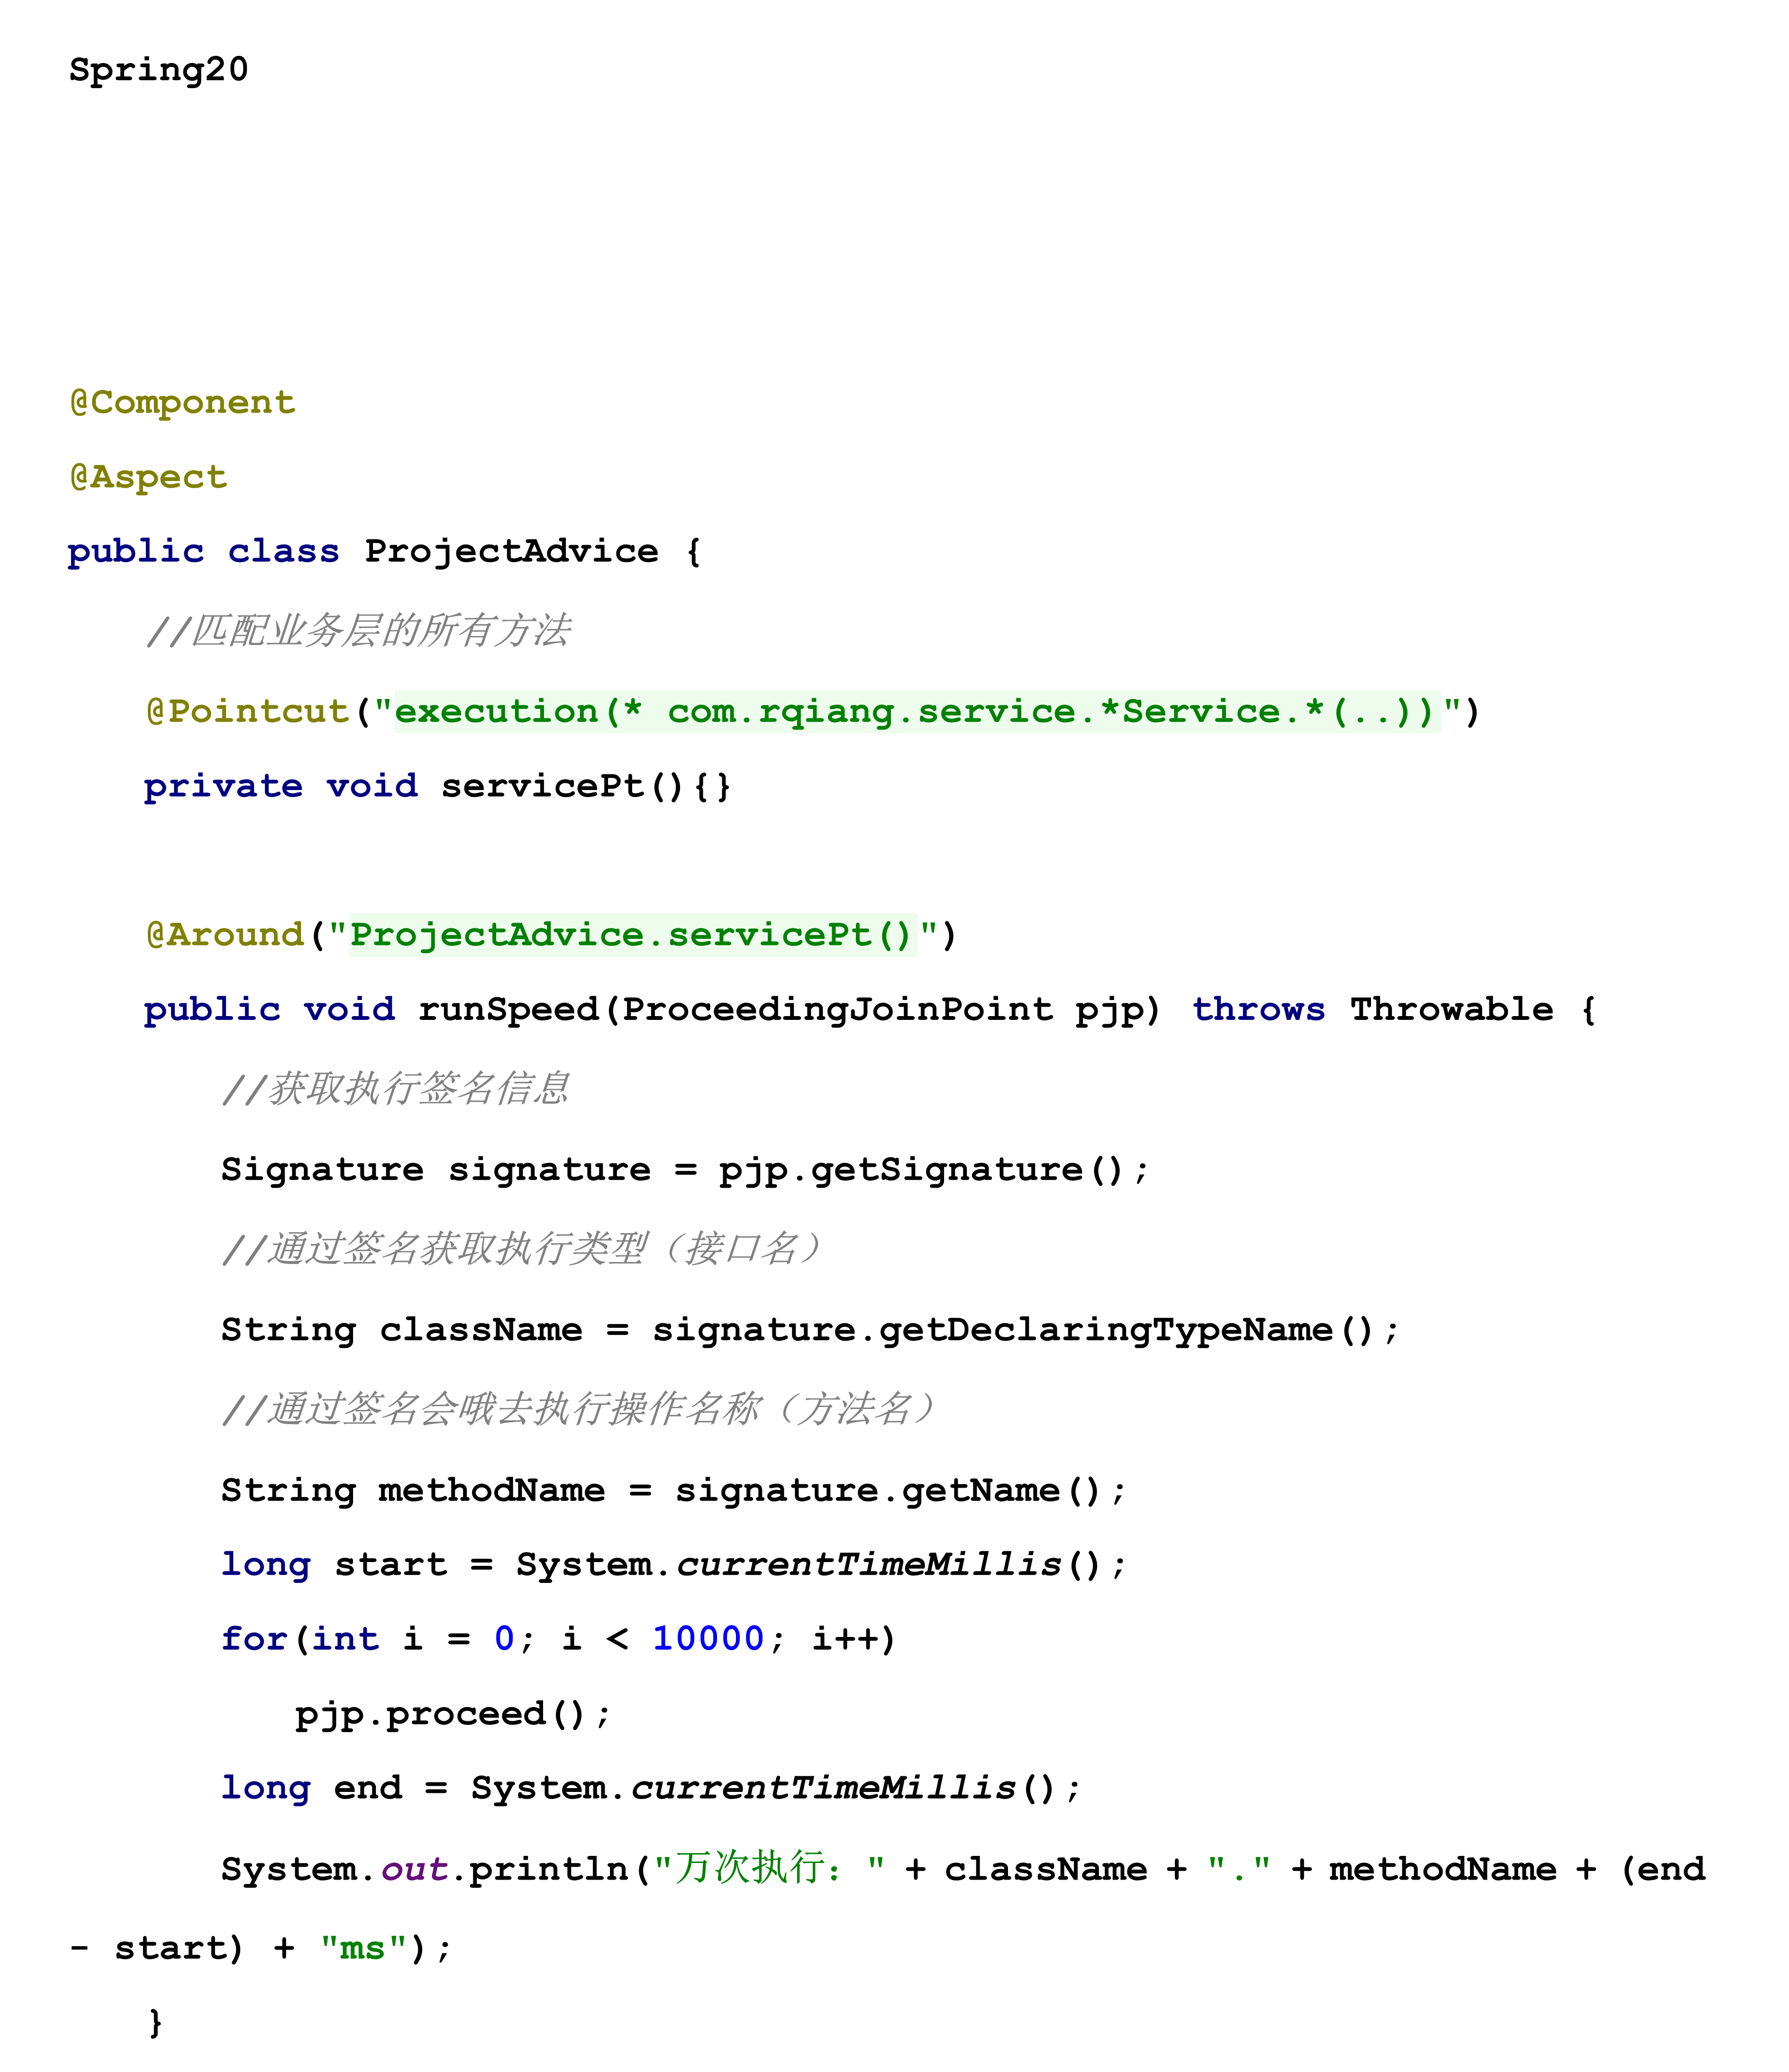 Spring20
@Component
@Aspect
public class ProjectAdvice {
//匹配业务层的所有方法
@Pointcut("execution(* com.rqiang.service.*Service.*(..))")
private void servicePt(){}
@Around("ProjectAdvice.servicePt()")
public void runSpeed(ProceedingJoinPoint pjp) throws Throwable {
//获取执行签名信息
Signature signature = pjp.getSignature();
//通过签名获取执行类型（接口名）
String className = signature.getDeclaringTypeName();
//通过签名会哦去执行操作名称（方法名）
String methodName = signature.getName();
long start = System.currentTimeMillis();
for(int i = 0; i < 10000; i++)
pjp.proceed();
long end = System.currentTimeMillis();
System.out.println("万次执行：" + className + "." + methodName + (end
- start) + "ms");
}